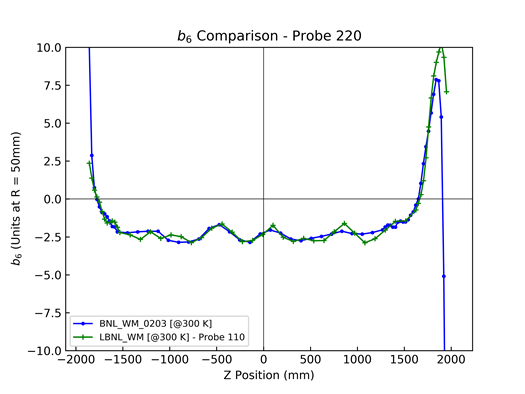 b6 Comparison - Probe 220
10.0
7.5
5.0
2.5
0.0
−2.5
−5.0
−7.5
−10.0
b6 (Units at R = 50mm)
BNL_WM_0203 [@300 K]
LBNL_WM [@300 K] - Probe 110
−2000 −1500 −1000 −500 0 500 1000 1500 2000
Z Position (mm)